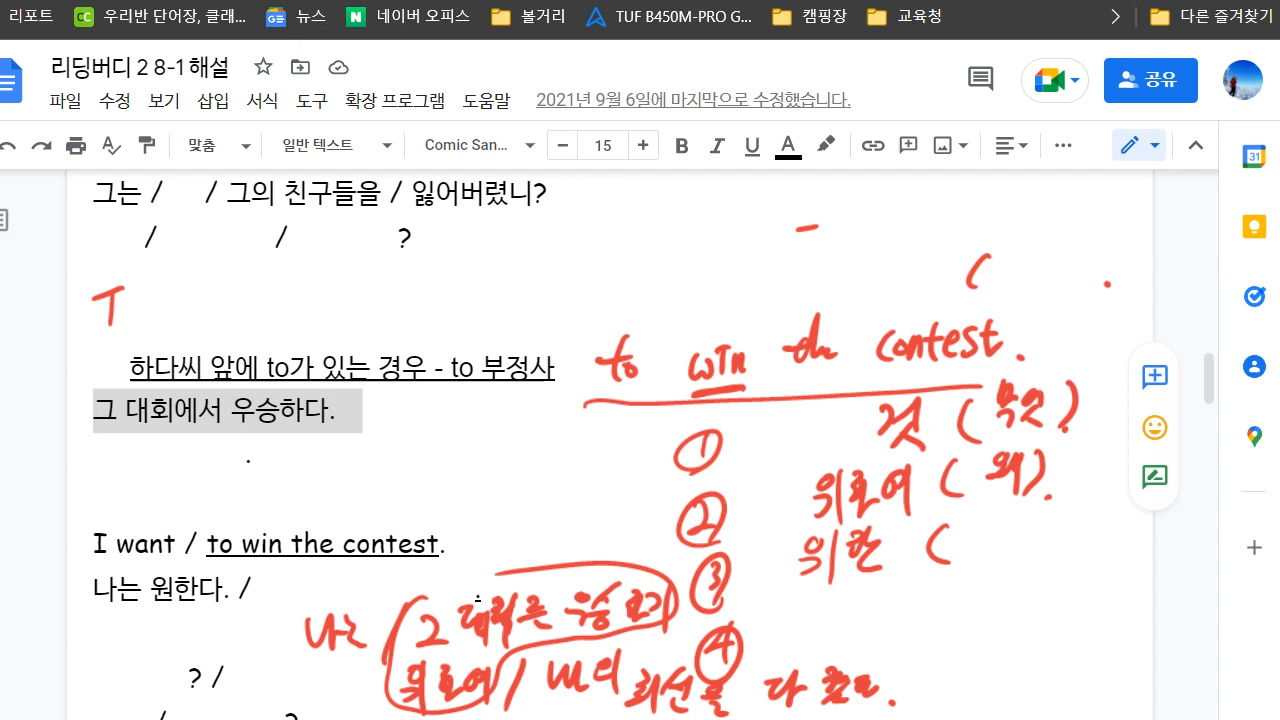 리포트 우리반 단어장, 클래... 뉴스 네이버 오피스 볼거리 TUF B450M-PRO G... 캠핑장 교육청 다른 즐겨찾기
리딩버디 2 8-1 해설
파일 수정 보기 삽입 서식 도구 확장 프로그램 도움말 2021년 9월 6일에 마지막으로 수정했습니다.
공유
맞춤 일반 텍스트 Comic San... 15
그는 / / 그의 친구들을 / 잃어버렸니?
/ / ?
T
하다씨 앞에 to가 있는 경우 - to 부정사
to win the contest.
그 대회에서 우승하다.
것 (무엇?)
①
위하여 (왜).
②
위한 (
I want / to win the contest.
③
나는 원한다. /
나는 그 대회를 우승 하기
④
위하여 / 나의 최선을 다
? /
/ ?